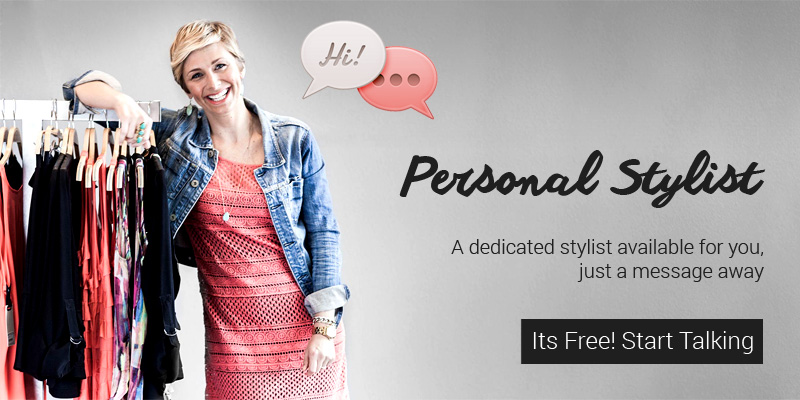 Hi!
Personal Stylist
A dedicated stylist available for you,
just a message away
Its Free! Start Talking